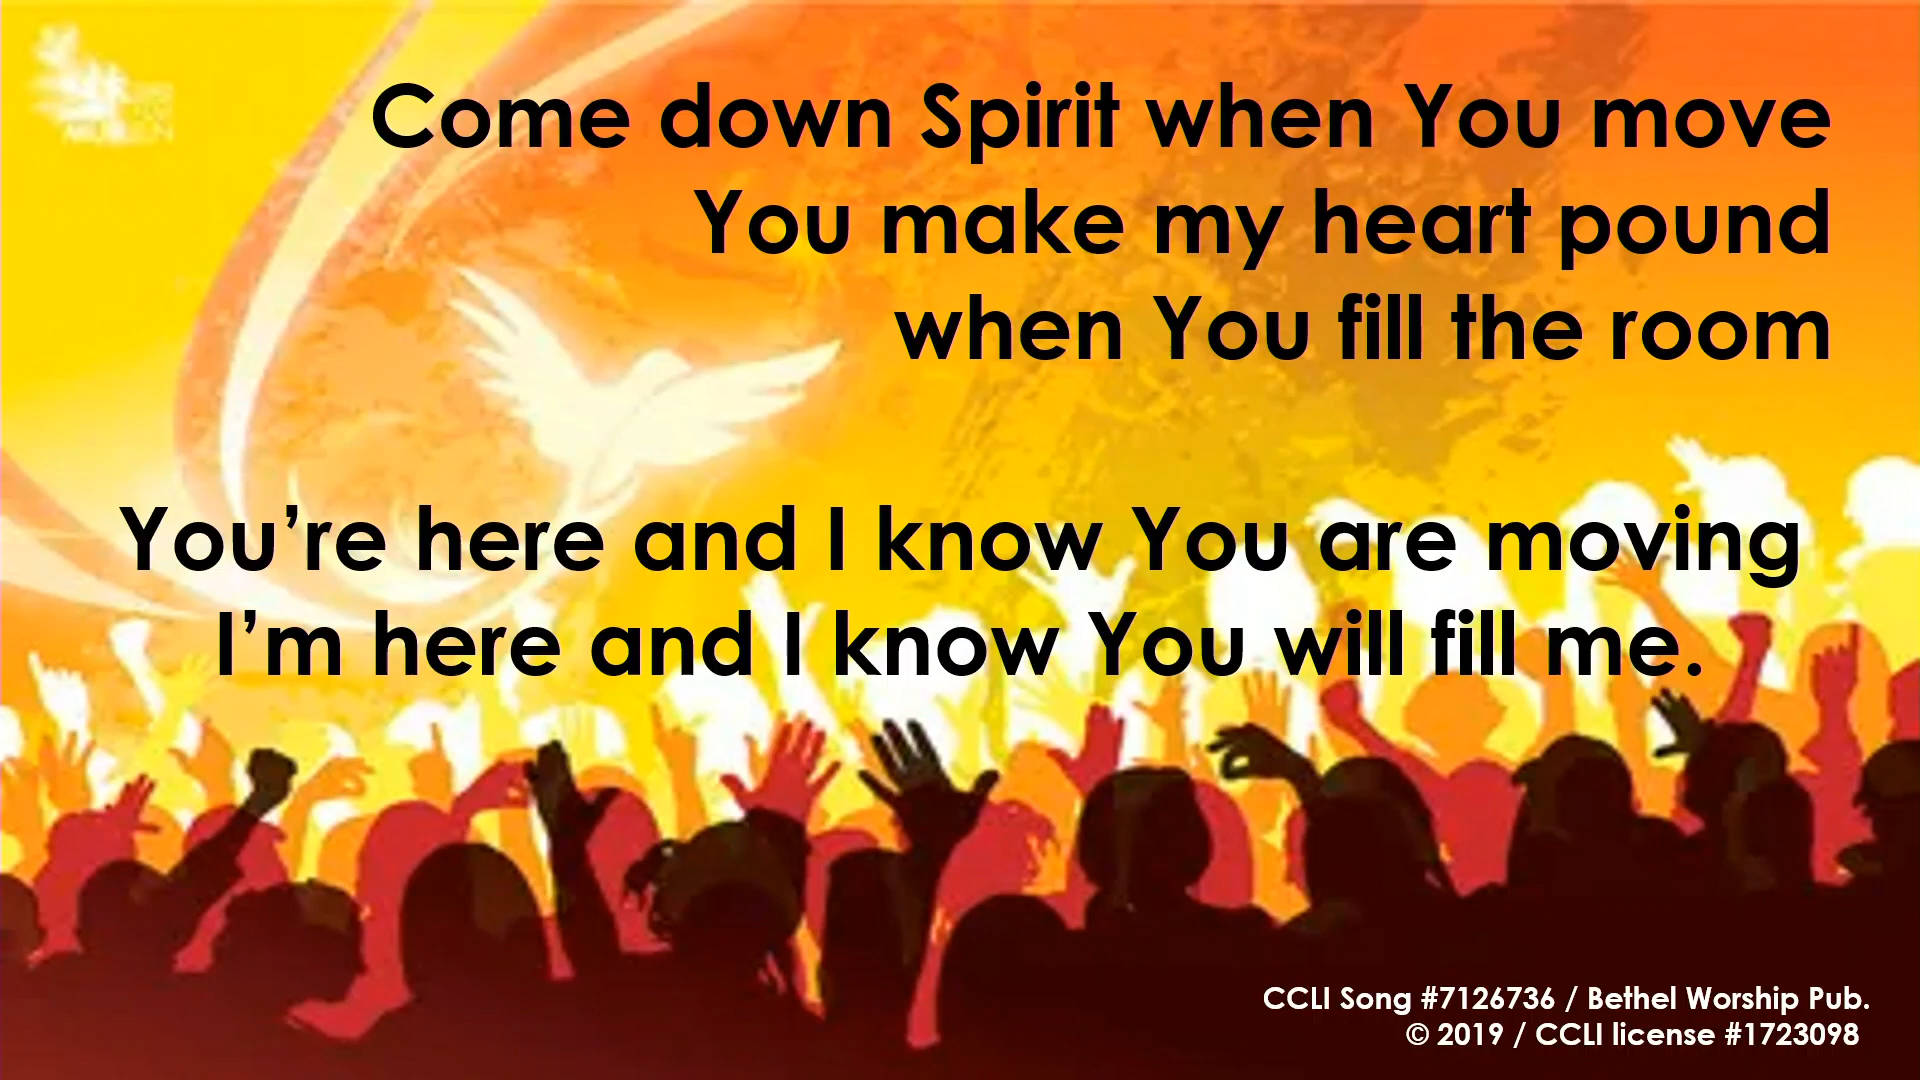 Come down Spirit when You move
You make my heart pound
when You fill the room
You’re here and I know You are moving
I’m here and I know You will fill me.
CCLI Song #7126736 / Bethel Worship Pub.
© 2019 / CCLI license #1723098